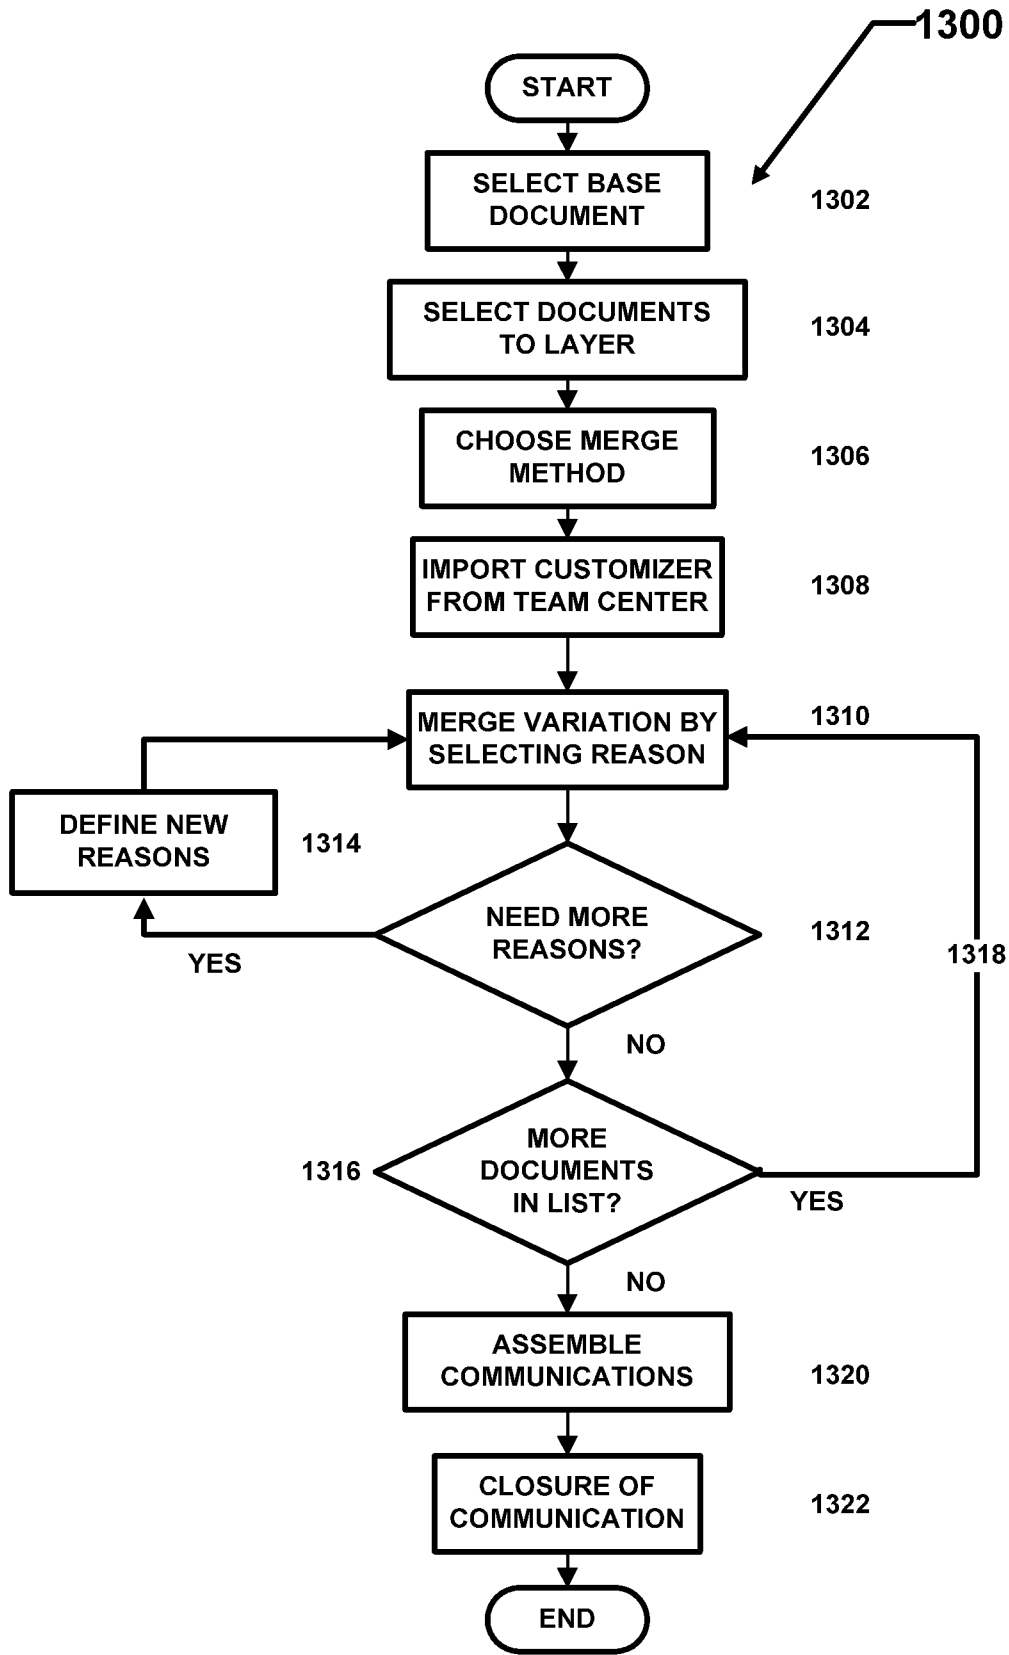 1300
START
SELECT BASE
DOCUMENT
1302
SELECT DOCUMENTS
TO LAYER
1304
CHOOSE MERGE
METHOD
1306
IMPORT CUSTOMIZER
FROM TEAM CENTER
1308
MERGE VARIATION BY
SELECTING REASON
1310
DEFINE NEW
REASONS
1314
NEED MORE
REASONS?
1312
YES
NO
1318
MORE
DOCUMENTS
IN LIST?
1316
YES
NO
ASSEMBLE
COMMUNICATIONS
1320
CLOSURE OF
COMMUNICATION
1322
END